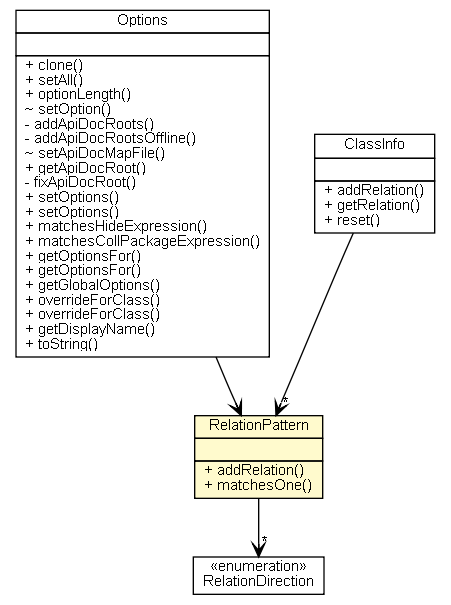 Options
+ clone()
+ setAll()
+ optionLength()
~ setOption()
- addApiDocRoots()
- addApiDocRootsOffline()
~ setApiDocMapFile()
+ getApiDocRoot()
- fixApiDocRoot()
+ setOptions()
+ setOptions()
+ matchesHideExpression()
+ matchesCollPackageExpression()
+ getOptionsFor()
+ getOptionsFor()
+ getGlobalOptions()
+ overrideForClass()
+ overrideForClass()
+ getDisplayName()
+ toString()
ClassInfo
+ addRelation()
+ getRelation()
+ reset()
*
RelationPattern
+ addRelation()
+ matchesOne()
*
«enumeration»
RelationDirection